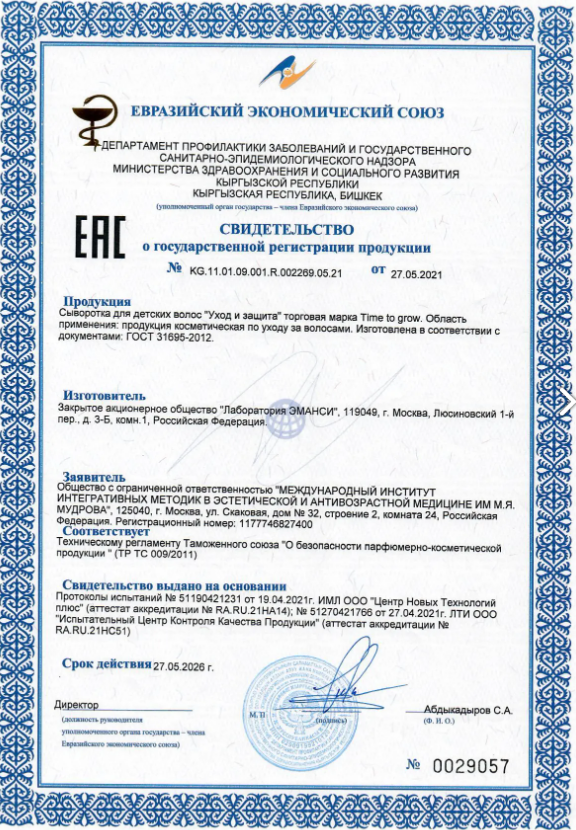 ЕВРАЗИЙСКИЙ ЭКОНОМИЧЕСКИЙ СОЮЗ
ДЕПАРТАМЕНТ ПРОФИЛАКТИКИ ЗАБОЛЕВАНИЙ И ГОСУДАРСТВЕННОГО
САНИТАРНО-ЭПИДЕМИОЛОГИЧЕСКОГО НАДЗОРА
МИНИСТЕРСТВА ЗДРАВООХРАНЕНИЯ И СОЦИАЛЬНОГО РАЗВИТИЯ
КЫРГЫЗСКОЙ РЕСПУБЛИКИ
КЫРГЫЗСКАЯ РЕСПУБЛИКА, БИШКЕК
(уполномоченный орган государства – члена Евразийского экономического союза)
ЕАС
СВИДЕТЕЛЬСТВО
о государственной регистрации продукции
№ KG.11.01.09.001.R.002269.05.21 от 27.05.2021
Продукция
Сыворотка для детских волос "Уход и защита" торговая марка Time to grow. Область
применения: продукция косметическая по уходу за волосами. Изготовлена в соответствии с
документами: ГОСТ 31695-2012.
Изготовитель
Закрытое акционерное общество "Лаборатория ЭМАНСИ", 119049, г. Москва, Люсиновский 1-й
пер., д. 3-Б, комн.1, Российская Федерация.
Заявитель
Общество с ограниченной ответственностью "МЕЖДУНАРОДНЫЙ ИНСТИТУТ
ИНТЕГРАТИВНЫХ МЕТОДИК В ЭСТЕТИЧЕСКОЙ И АНТИВОЗРАСТНОЙ МЕДИЦИНЕ ИМ М.Я.
МУДРОВА", 125040, г. Москва, ул. Скаковая, дом № 32, строение 2, комната 24, Российская
Федерация. Регистрационный номер: 1177746827400
Соответствует
Техническому регламенту Таможенного союза "О безопасности парфюмерно-косметической
продукции " (ТР ТС 009/2011)
Свидетельство выдано на основании
Протоколы испытаний № 51190421231 от 19.04.2021г. ИМЛ ООО "Центр Новых Технологий
плюс" (аттестат аккредитации № RA.RU.21НА14); № 51270421766 от 27.04.2021г. ЛТИ ООО
"Испытательный Центр Контроля Качества Продукции" (аттестат аккредитации №
RA.RU.21НС51)
Срок действия 27.05.2026 г.
Директор
(должность руководителя
уполномоченного органа государства – члена
Евразийского экономического союза)
М. П.
(подпись)
Абдыкадыров С.А.
(Ф. И. О.)
№ 0029057